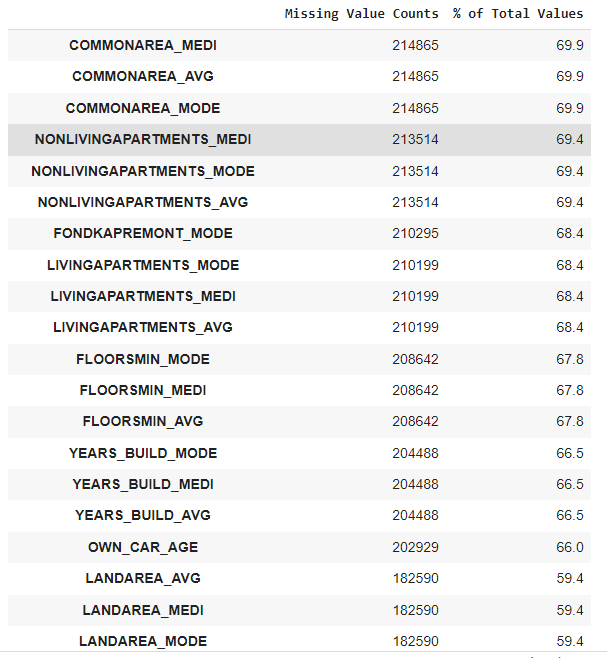 Missing Value Counts % of Total Values
COMMONAREA_MEDI 214865 69.9
COMMONAREA_AVG 214865 69.9
COMMONAREA_MODE 214865 69.9
NONLIVINGAPARTMENTS_MEDI 213514 69.4
NONLIVINGAPARTMENTS_MODE 213514 69.4
NONLIVINGAPARTMENTS_AVG 213514 69.4
FONDKAPREMONT_MODE 210295 68.4
LIVINGAPARTMENTS_MODE 210199 68.4
LIVINGAPARTMENTS_MEDI 210199 68.4
LIVINGAPARTMENTS_AVG 210199 68.4
FLOORSMIN_MODE 208642 67.8
FLOORSMIN_MEDI 208642 67.8
FLOORSMIN_AVG 208642 67.8
YEARS_BUILD_MODE 204488 66.5
YEARS_BUILD_MEDI 204488 66.5
YEARS_BUILD_AVG 204488 66.5
OWN_CAR_AGE 202929 66.0
LANDAREA_AVG 182590 59.4
LANDAREA_MEDI 182590 59.4
LANDAREA_MODE 182590 59.4